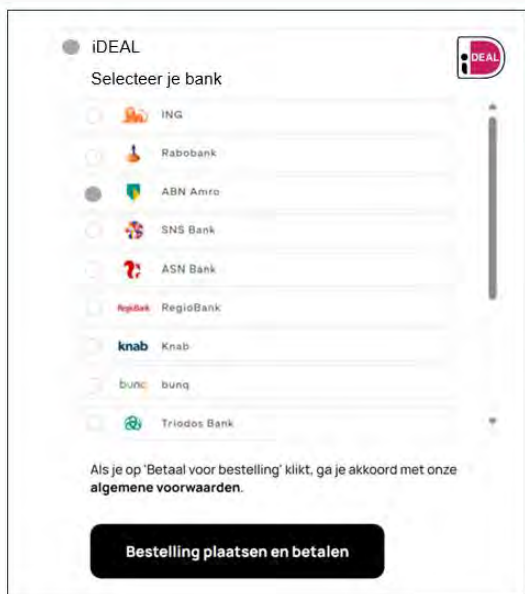 iDEAL
iDEAL
Selecteer je bank
ING
Rabobank
ABN Amro
SNS Bank
ASN Bank
RegioBank RegioBank
knab Knab
bunq bunq
Triodos Bank
Als je op 'Betaal voor bestelling' klikt, ga je akkoord met onze
algemene voorwaarden.
Bestelling plaatsen en betalen